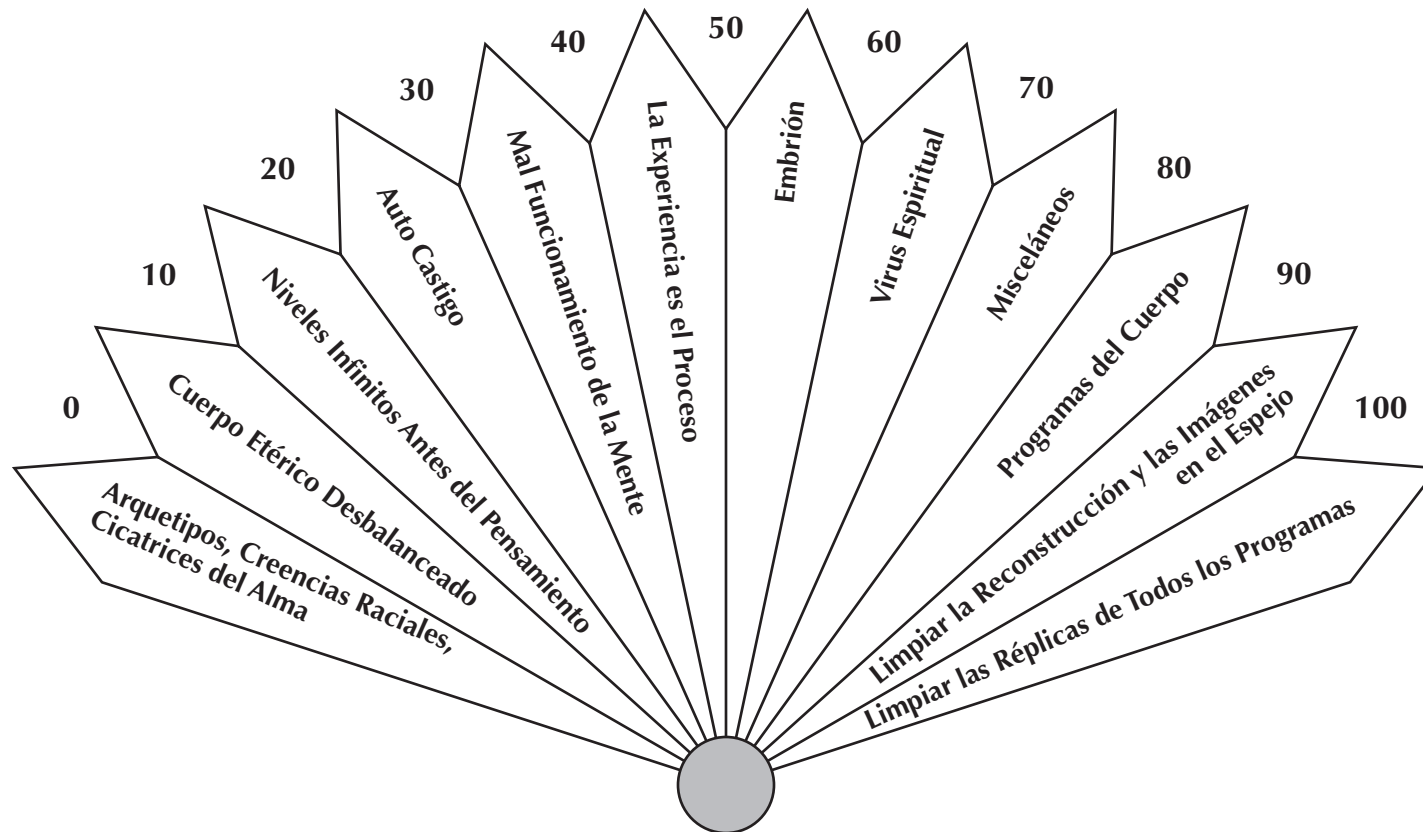 0
10
20
30
40
50
60
70
80
90
100
Arquetipos, Creencias Raciales,
Cicatrices del Alma
Cuerpo Etérico Desbalanceado
Niveles Infinitos Antes del Pensamiento
Auto Castigo
Mal Funcionamiento de la Mente
La Experiencia es el Proceso
Embrión
Virus Espiritual
Misceláneos
Programas del Cuerpo
Limpiar la Reconstrucción y las Imágenes
en el Espejo
Limpiar las Réplicas de Todos los Programas